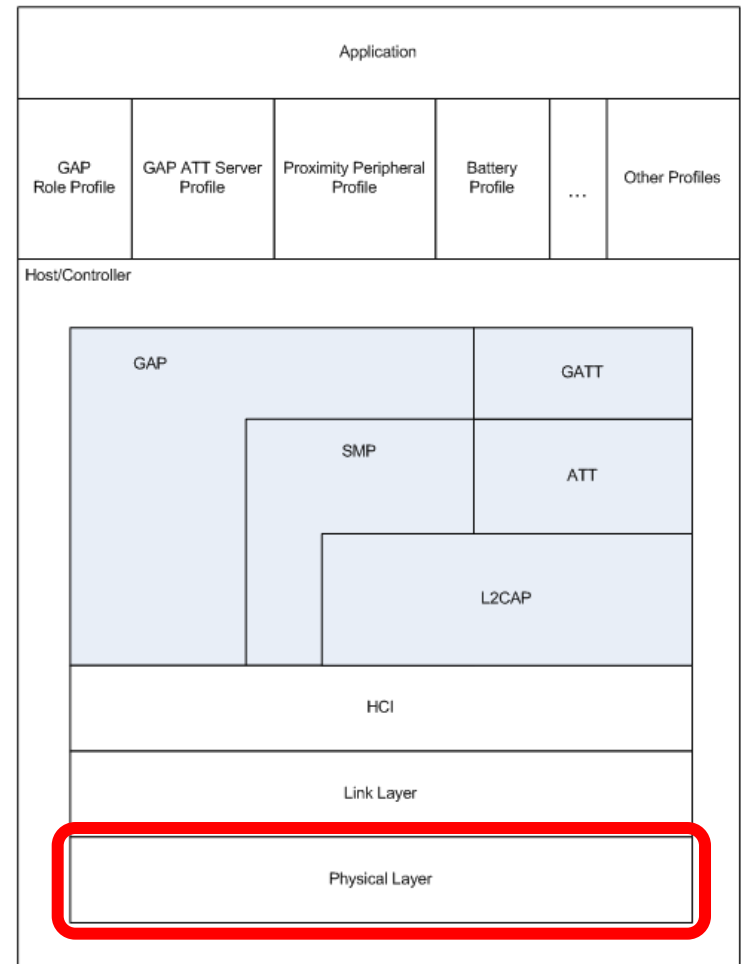 Application
GAP
Role Profile
GAP ATT Server
Profile
Proximity Peripheral
Profile
Battery
Profile
...
Other Profiles
Host/Controller
GAP
GATT
SMP
ATT
L2CAP
HCI
Link Layer
Physical Layer